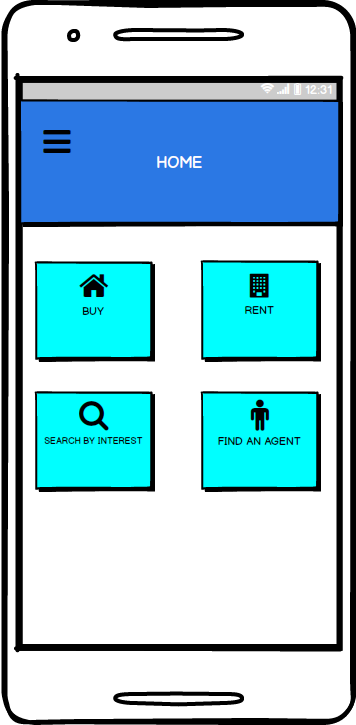 12:31
HOME
BUY
RENT
SEARCH BY INTEREST
FIND AN AGENT